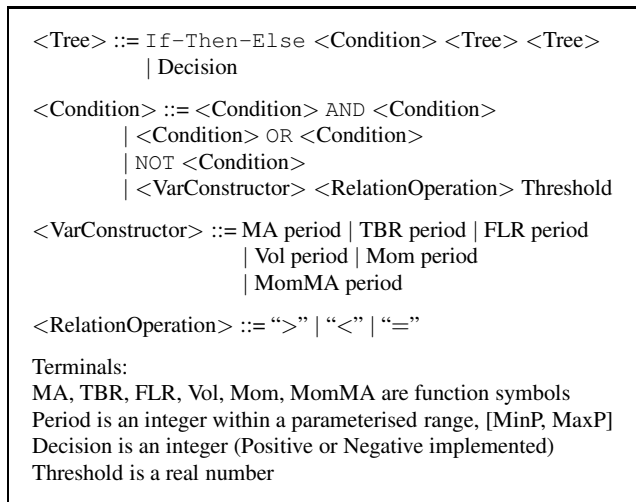 <Tree> ::= If-Then-Else <Condition> <Tree> <Tree>
| Decision
<Condition> ::= <Condition> AND <Condition>
| <Condition> OR <Condition>
| NOT <Condition>
| <VarConstructor> <RelationOperation> Threshold
<VarConstructor> ::= MA period | TBR period | FLR period
| Vol period | Mom period
| MomMA period
<RelationOperation> ::= “>” | “<” | “=”
Terminals:
MA, TBR, FLR, Vol, Mom, MomMA are function symbols
Period is an integer within a parameterised range, [MinP, MaxP]
Decision is an integer (Positive or Negative implemented)
Threshold is a real number